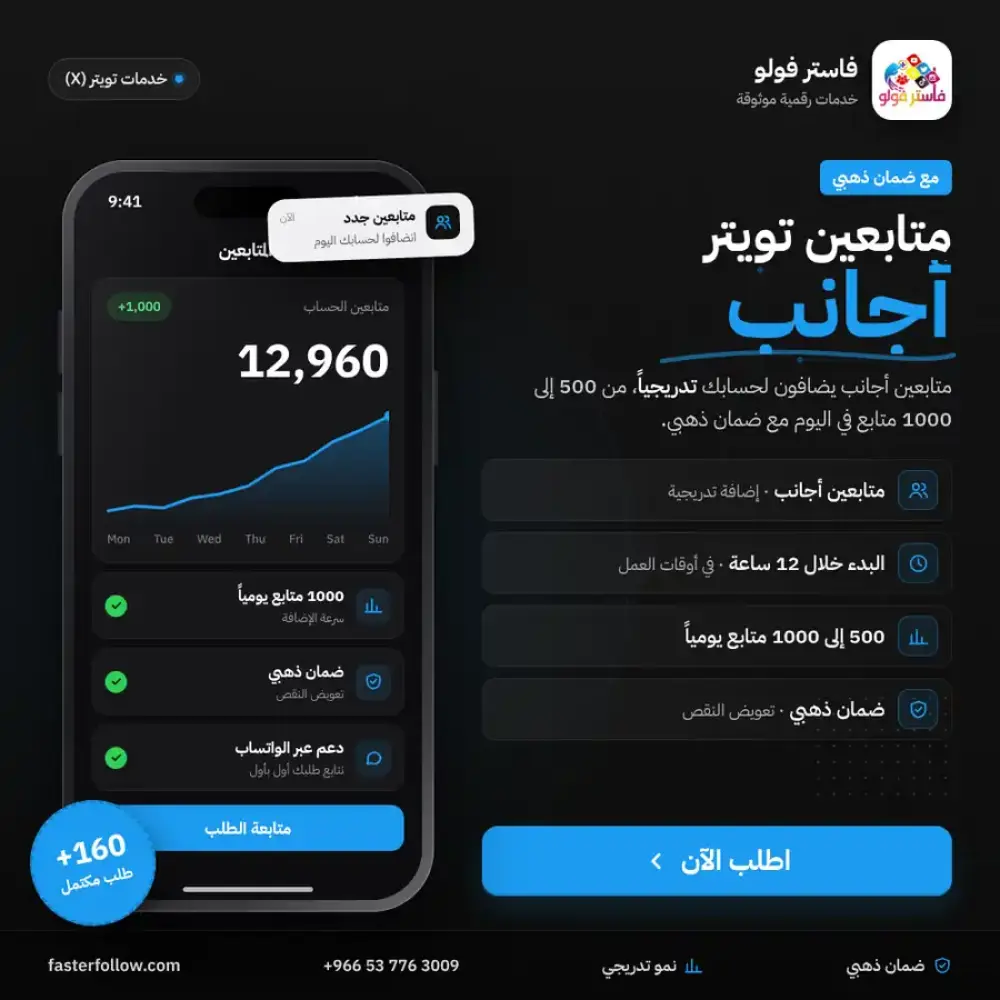 فاستر فولو
فاستر فولو
خدمات رقمية موثوقة
خدمات تويتر (X)
مع ضمان ذهبي
متابعين تويتر
أجانب
متابعين أجانب يضافون لحسابك تدريجياً، من 500 إلى
1000 متابع في اليوم مع ضمان ذهبي.
متابعين أجانب · إضافة تدريجية
البدء خلال 12 ساعة · في أوقات العمل
500 إلى 1000 متابع يومياً
ضمان ذهبي · تعويض النقص
اطلب الآن
9:41
متابعين جدد
الآن
انضافوا لحسابك اليوم
المتابعين
متابعين الحساب
+1,000
12,960
Mon Tue Wed Thu Fri Sat Sun
1000 متابع يومياً
سرعة الإضافة
ضمان ذهبي
تعويض النقص
دعم عبر الواتساب
نتابع طلبك أول بأول
متابعة الطلب
+160
طلب مكتمل
ضمان ذهبي
نمو تدريجي
+966 53 776 3009
fasterfollow.com